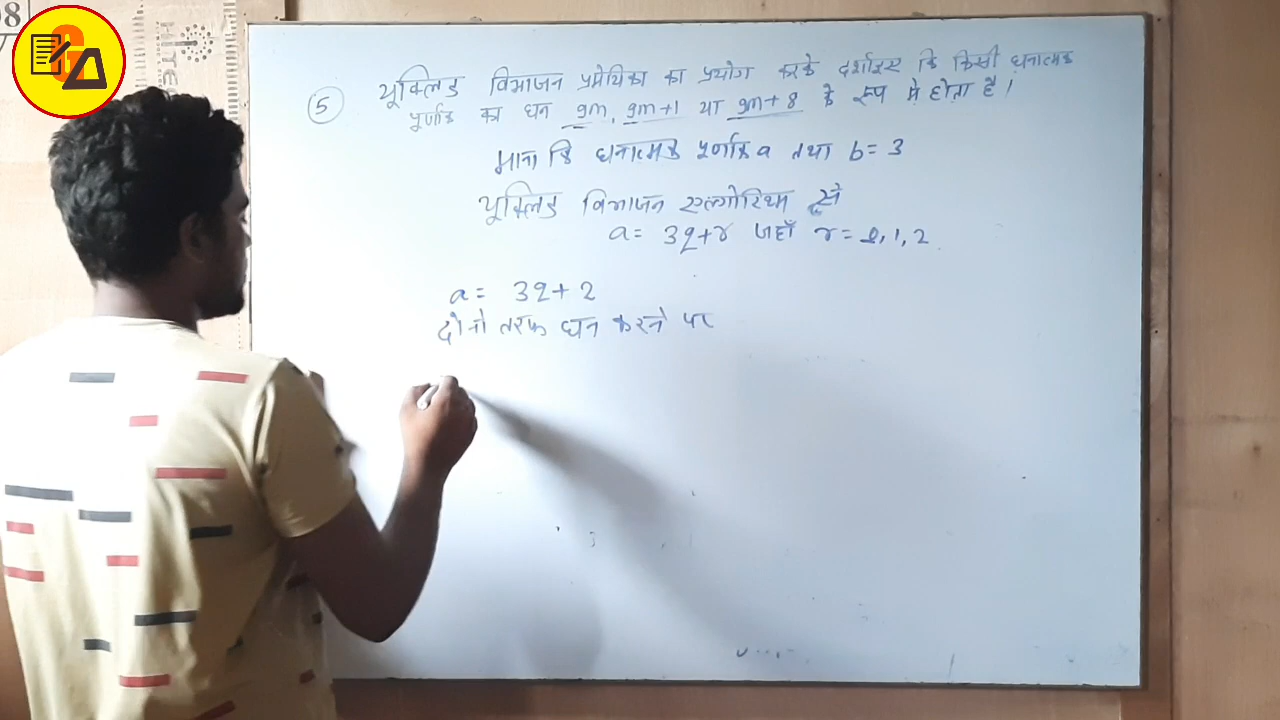 5 यूक्लिड विभाजन प्रमेयिका का प्रयोग करके दर्शाइए कि किसी धनात्मक
पूर्णांक का घन 9m, 9m+1 या 9m+8 के रूप मे होता है।
माना कि धनात्मक पूर्णांक a तथा b = 3
यूक्लिड विभाजन एल्गोरिथ्म से
a = 3q+r जहाँ r = 0, 1, 2
a = 3q+ 2
दोनो तरफ घन करने पर